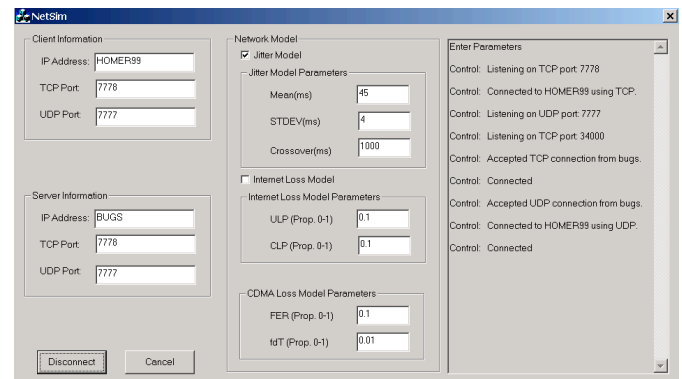 NetSim
Client Information
IP Address: HOMER99
TCP Port: 7778
UDP Port: 7777
Server Information
IP Address: BUGS
TCP Port: 7778
UDP Port: 7777
Disconnect
Cancel
Network Model
Jitter Model
Jitter Model Parameters
Mean(ms) 45
STDEV(ms) 4
Crossover(ms) 1000
Internet Loss Model
Internet Loss Model Parameters
ULP (Prop. 0-1) 0.1
CLP (Prop. 0-1) 0.1
CDMA Loss Model Parameters
FER (Prop. 0-1) 0.1
fdT (Prop. 0-1) 0.01
Enter Parameters
Control: Listening on TCP port: 7778
Control: Connected to HOMER99 using TCP.
Control: Listening on UDP port: 7777
Control: Listening on TCP port: 34000
Control: Accepted TCP connection from bugs.
Control: Connected
Control: Accepted UDP connection from bugs.
Control: Connected to HOMER99 using UDP.
Control: Connected